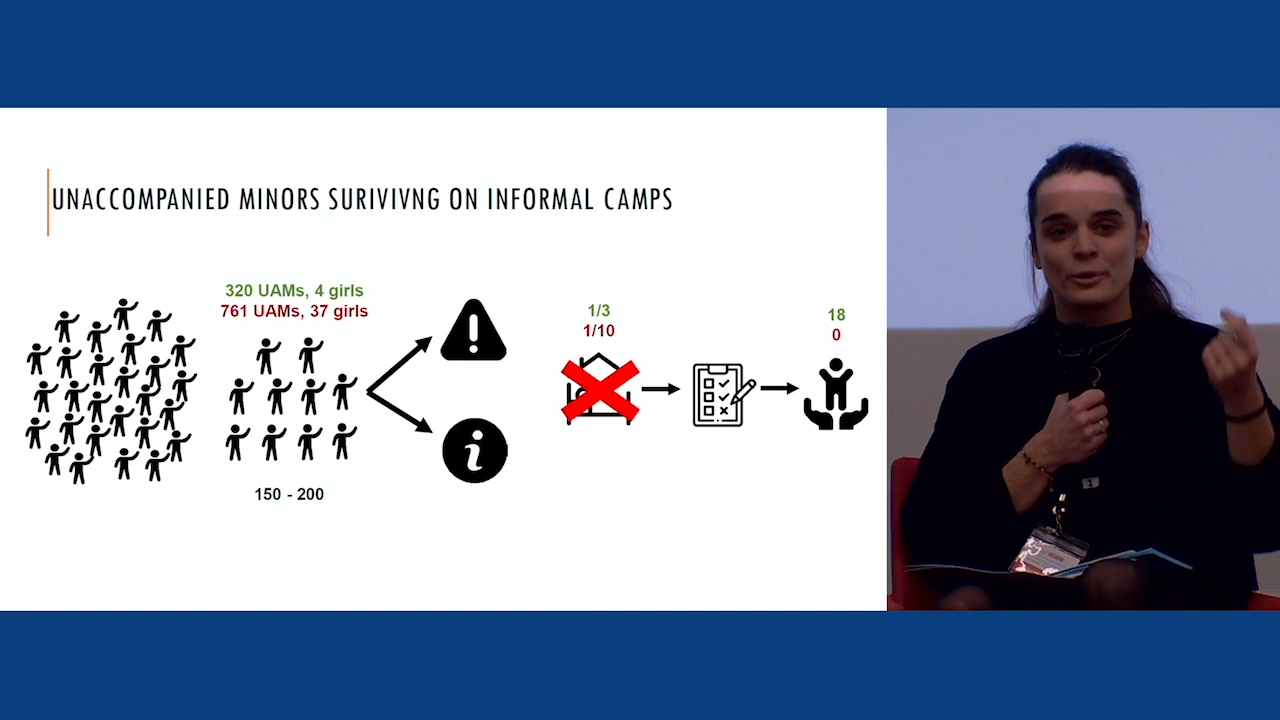 UNACCOMPANIED MINORS SURIVIVNG ON INFORMAL CAMPS
320 UAMs, 4 girls
761 UAMs, 37 girls
150 - 200
1/3
1/10
18
0